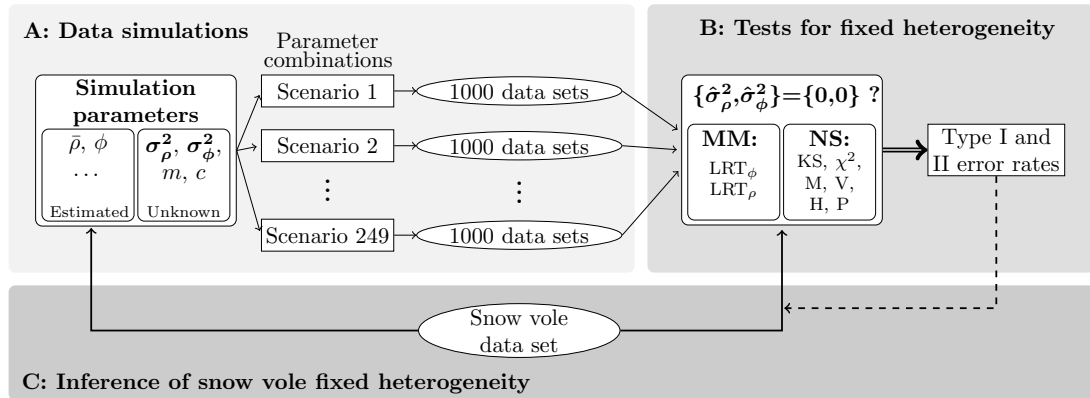 A: Data simulations
Simulation
parameters
ρ̄, ϕ
...
Estimated
σ²ρ, σ²ϕ,
m, c
Unknown
Parameter
combinations
Scenario 1
Scenario 2
⋮
Scenario 249
1000 data sets
1000 data sets
⋮
1000 data sets
B: Tests for fixed heterogeneity
{σ̂²ρ,σ̂²ϕ}={0,0} ?
MM:
LRTϕ
LRTρ
NS:
KS, χ²,
M, V,
H, P
Type I and
II error rates
Snow vole
data set
C: Inference of snow vole fixed heterogeneity